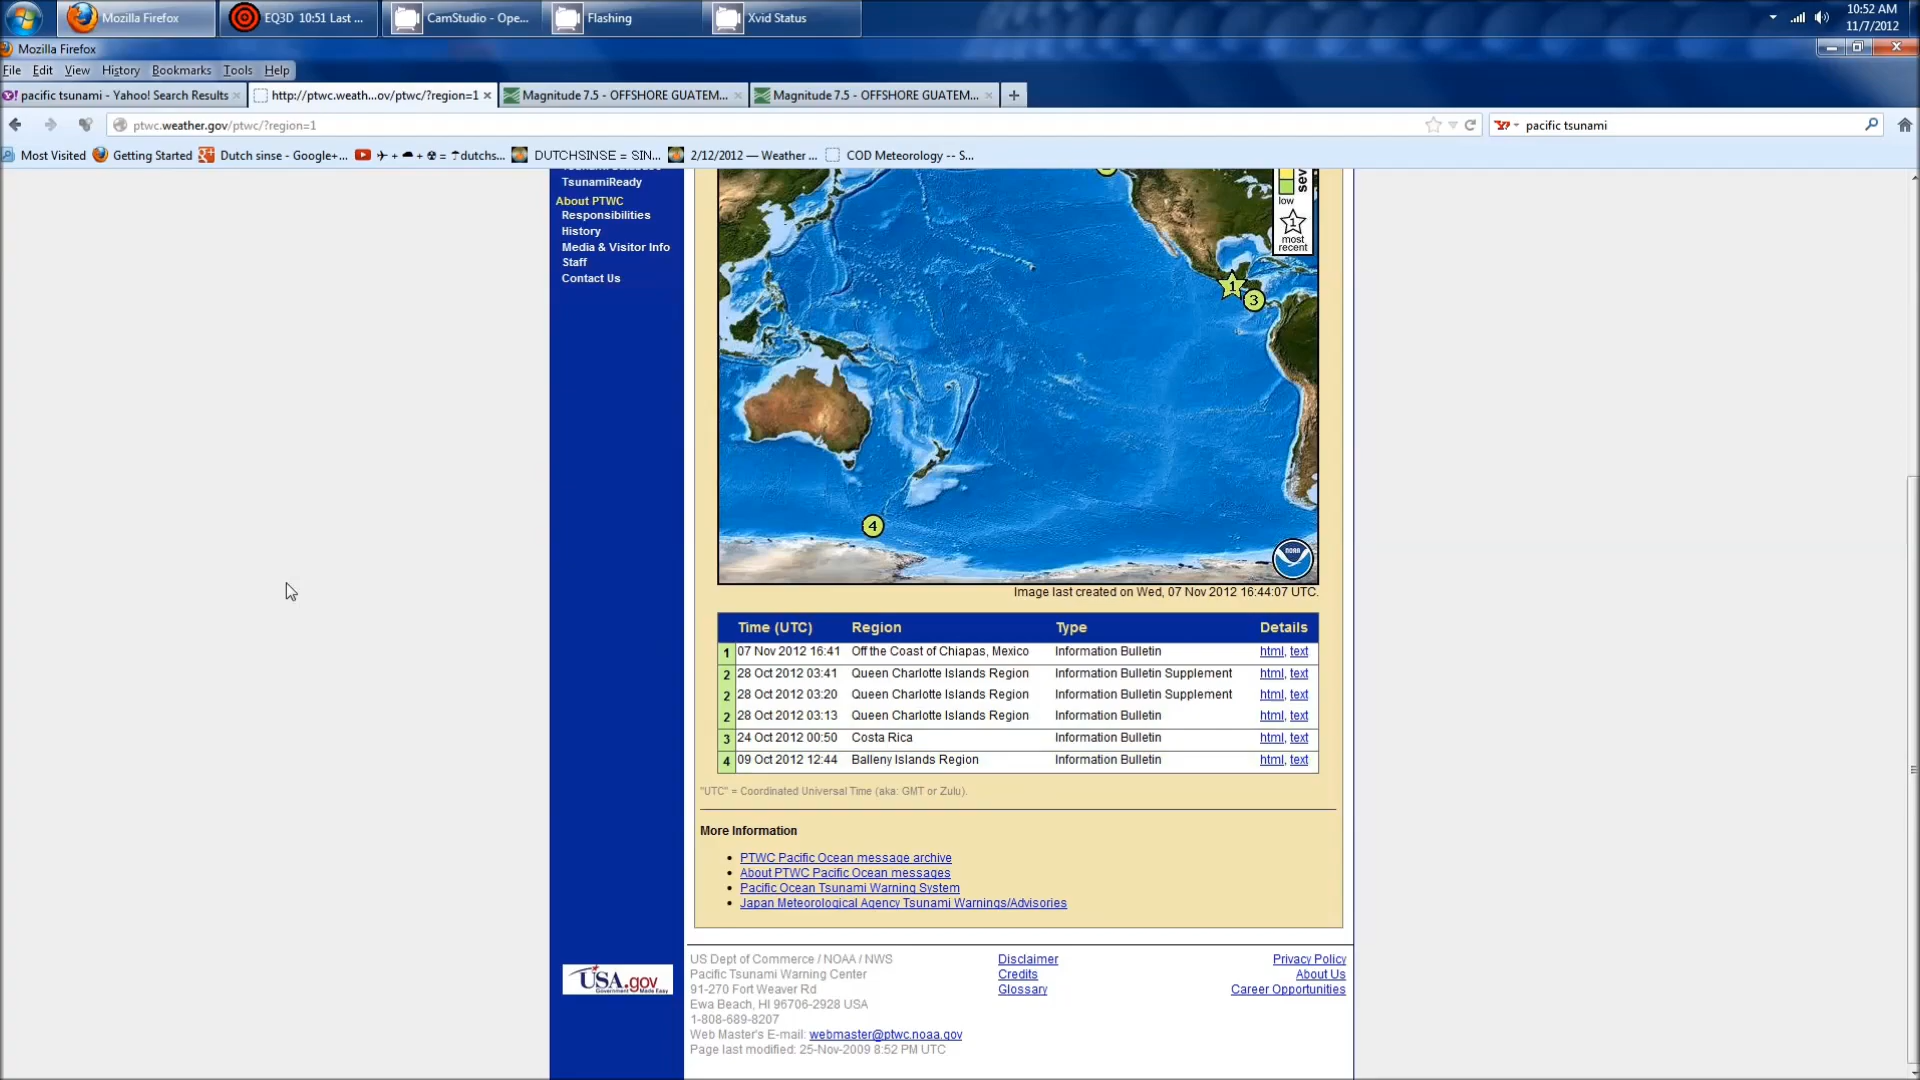 Mozilla Firefox
EQ3D 10:51 Last ...
CamStudio - Ope...
Flashing
Xvid Status
10:52 AM
11/7/2012
Mozilla Firefox
File Edit View History Bookmarks Tools Help
pacific tsunami - Yahoo! Search Results
http://ptwc.weath...ov/ptwc/?region=1
Magnitude 7.5 - OFFSHORE GUATEM...
Magnitude 7.5 - OFFSHORE GUATEM...
ptwc.weather.gov/ptwc/?region=1
pacific tsunami
Most Visited
Getting Started
Dutch sinse - Google+...
dutchs...
DUTCHSINSE = SIN...
2/12/2012 — Weather ...
COD Meteorology -- S...
TsunamiReady
About PTWC
Responsibilities
History
Media & Visitor Info
Staff
Contact Us
low
1
most
recent
1
3
4
NOAA
Image last created on Wed, 07 Nov 2012 16:44:07 UTC.
Time (UTC) Region Type Details
1 07 Nov 2012 16:41 Off the Coast of Chiapas, Mexico Information Bulletin html, text
2 28 Oct 2012 03:41 Queen Charlotte Islands Region Information Bulletin Supplement html, text
2 28 Oct 2012 03:20 Queen Charlotte Islands Region Information Bulletin Supplement html, text
2 28 Oct 2012 03:13 Queen Charlotte Islands Region Information Bulletin html, text
3 24 Oct 2012 00:50 Costa Rica Information Bulletin html, text
4 09 Oct 2012 12:44 Balleny Islands Region Information Bulletin html, text
"UTC" = Coordinated Universal Time (aka: GMT or Zulu).
More Information
PTWC Pacific Ocean message archive
About PTWC Pacific Ocean messages
Pacific Ocean Tsunami Warning System
Japan Meteorological Agency Tsunami Warnings/Advisories
USA.gov
Government Made Easy
US Dept of Commerce / NOAA / NWS
Pacific Tsunami Warning Center
91-270 Fort Weaver Rd
Ewa Beach, HI 96706-2928 USA
1-808-689-8207
Web Master's E-mail: webmaster@ptwc.noaa.gov
Page last modified: 25-Nov-2009 8:52 PM UTC
Disclaimer
Credits
Glossary
Privacy Policy
About Us
Career Opportunities